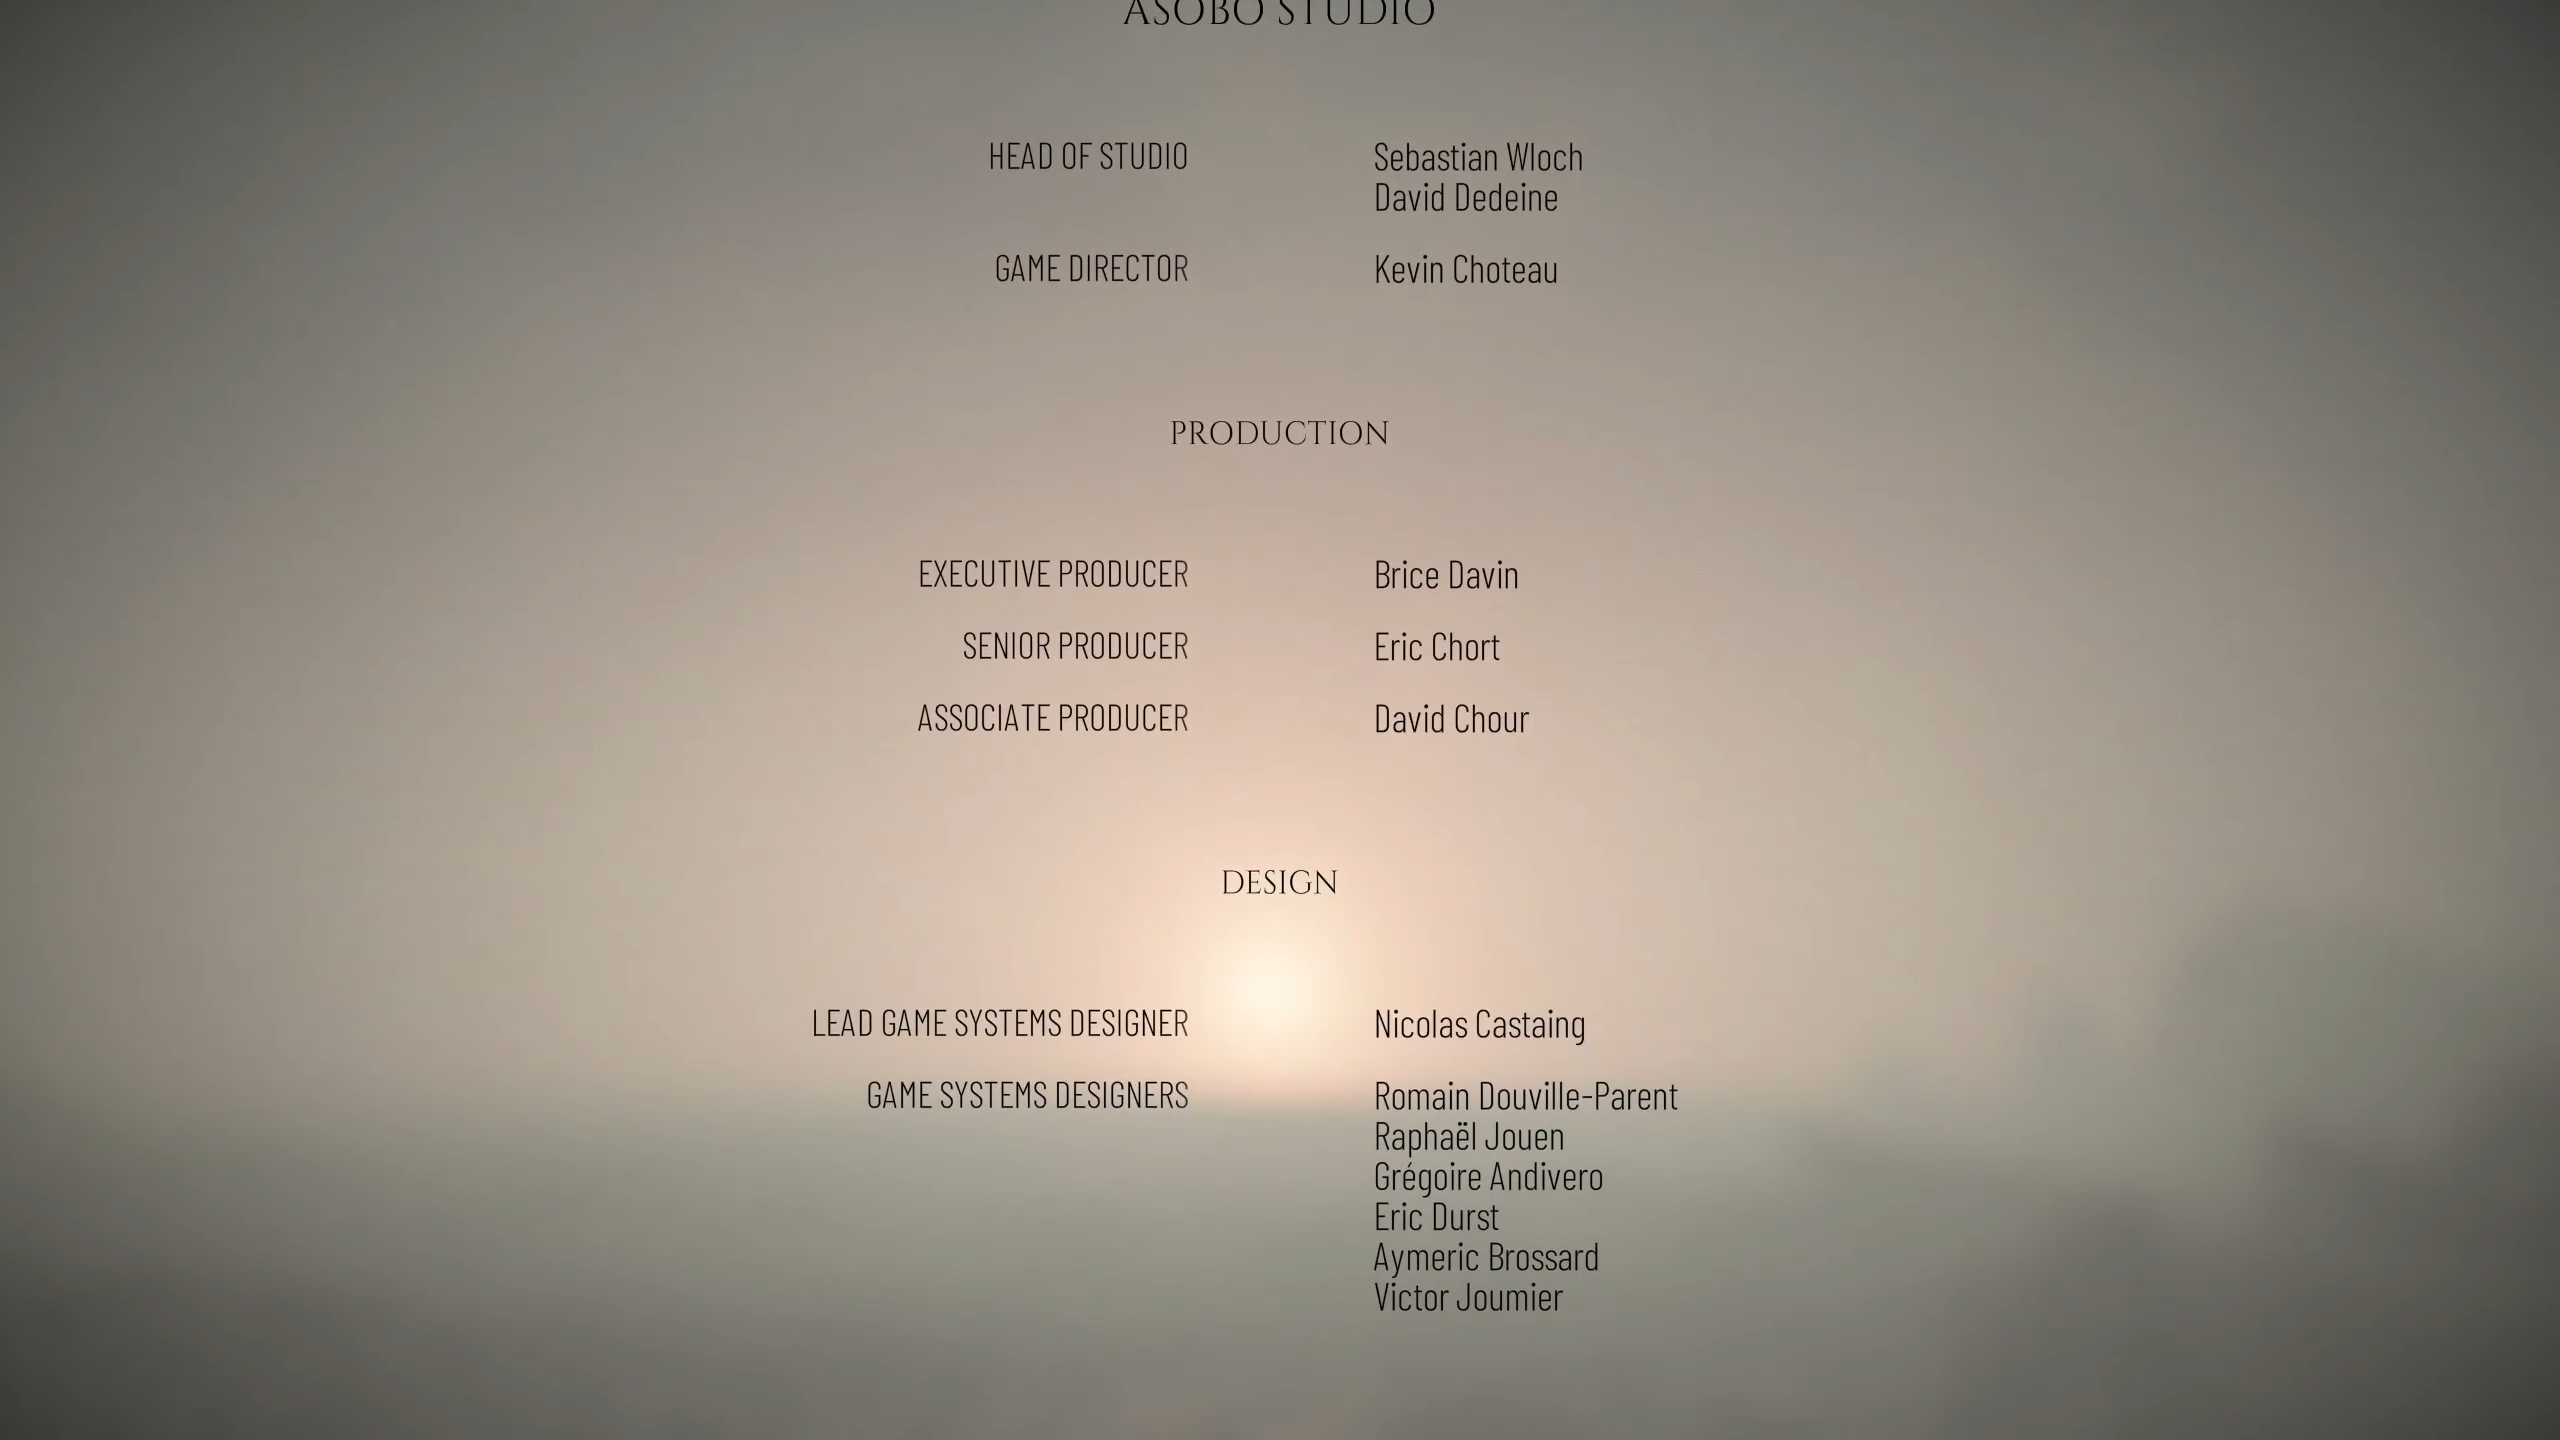 ASOBO STUDIO
HEAD OF STUDIO Sebastian Wloch
David Dedeine
GAME DIRECTOR Kevin Choteau
PRODUCTION
EXECUTIVE PRODUCER Brice Davin
SENIOR PRODUCER Eric Chort
ASSOCIATE PRODUCER David Chour
DESIGN
LEAD GAME SYSTEMS DESIGNER Nicolas Castaing
GAME SYSTEMS DESIGNERS Romain Douville-Parent
Raphaël Jouen
Grégoire Andivero
Eric Durst
Aymeric Brossard
Victor Joumier